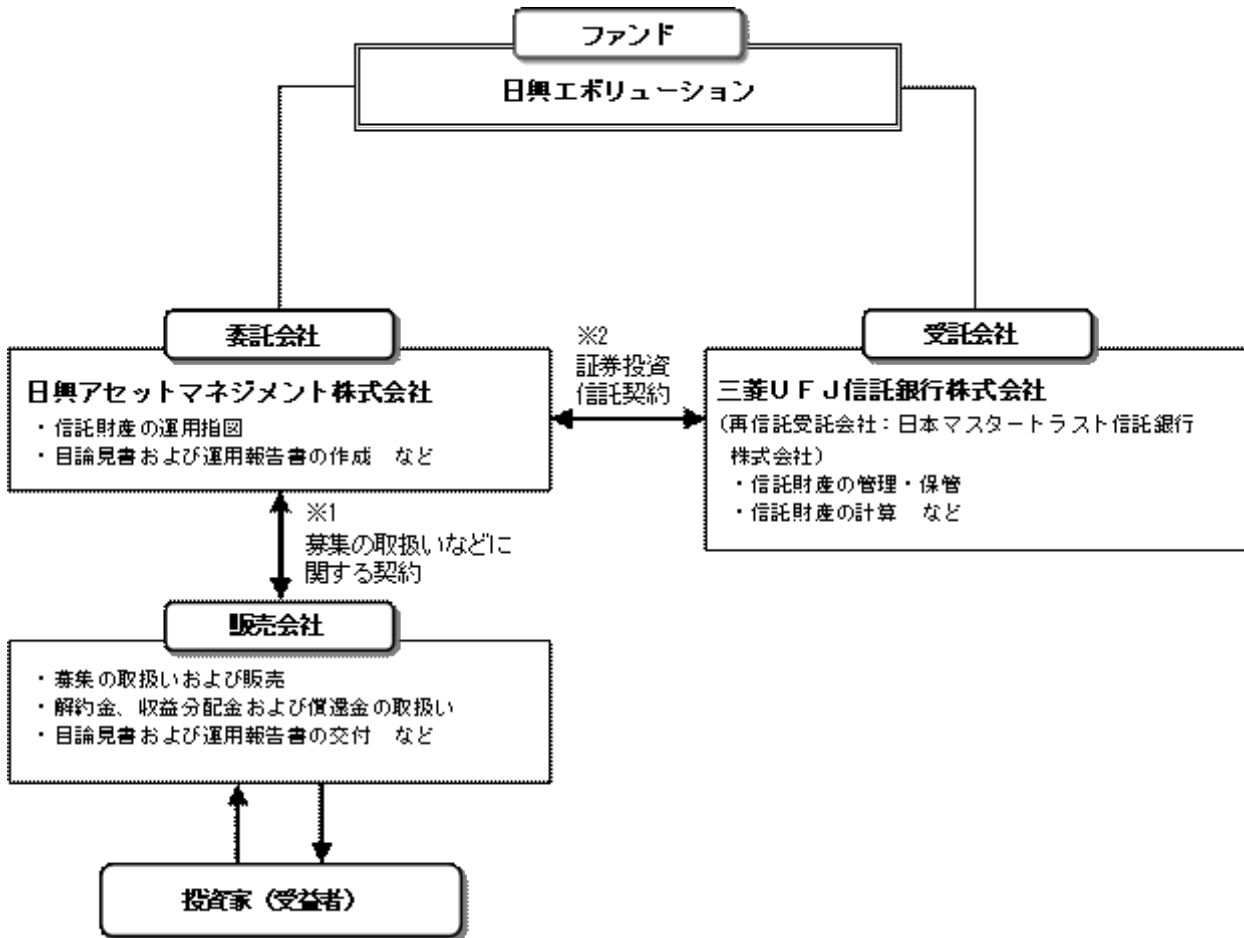 ファンド
日興エボリューション
委託会社
日興アセットマネジメント株式会社
・信託財産の運用指図
・目論見書および運用報告書の作成　など
※2
証券投資
信託契約
受託会社
三菱ＵＦＪ信託銀行株式会社
（再信託受託会社：日本マスタートラスト信託銀行
株式会社）
・信託財産の管理・保管
・信託財産の計算　など
※1
募集の取扱いなどに
関する契約
販売会社
・募集の取扱いおよび販売
・解約金、収益分配金および償還金の取扱い
・目論見書および運用報告書の交付　など
投資家（受益者）